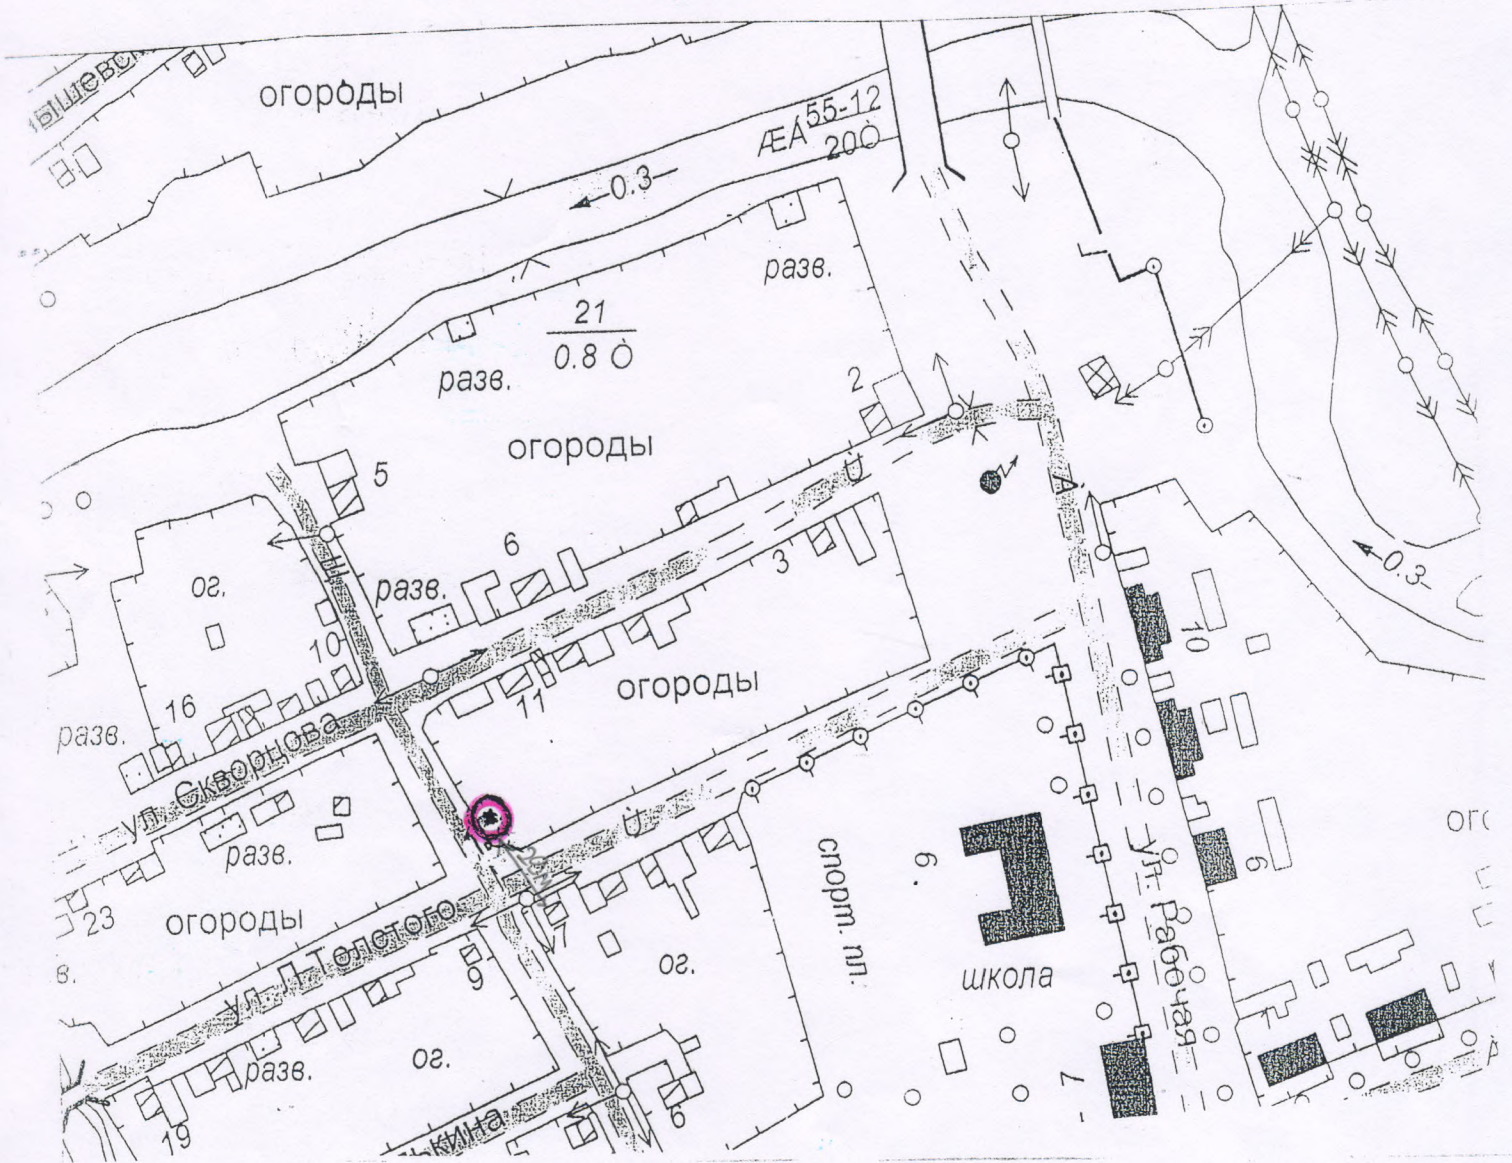 огороды
ÆÁ 55-12
20Ò
0.3
разв.
21
0.8 Ò
разв.
2
огороды
5
6
3
ог.
разв.
10
10
0.3
огороды
11
16
разв.
ул. Скворцова
разв.
23
огороды
ул. Л.Толстого
7
9
ог.
спорт. пл.
9
школа
ул. Рабочая
9
7
в.
разв.
ог.
19
6
7